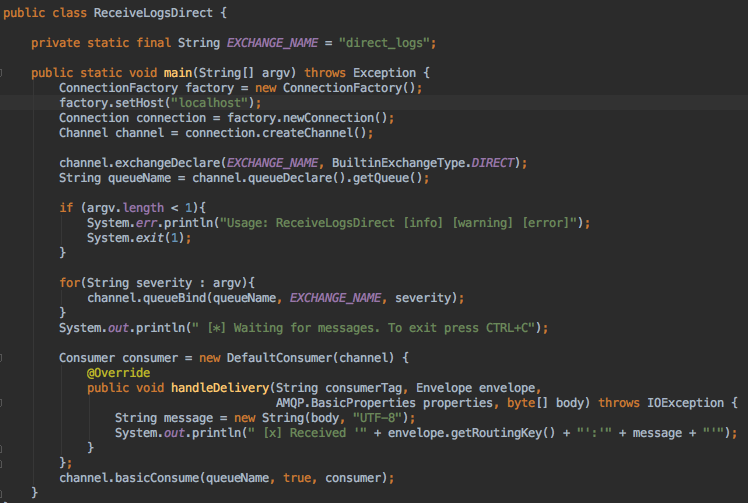 public class ReceiveLogsDirect {
private static final String EXCHANGE_NAME = "direct_logs";
public static void main(String[] argv) throws Exception {
ConnectionFactory factory = new ConnectionFactory();
factory.setHost("localhost");
Connection connection = factory.newConnection();
Channel channel = connection.createChannel();
channel.exchangeDeclare(EXCHANGE_NAME, BuiltinExchangeType.DIRECT);
String queueName = channel.queueDeclare().getQueue();
if (argv.length < 1){
System.err.println("Usage: ReceiveLogsDirect [info] [warning] [error]");
System.exit(1);
}
for(String severity : argv){
channel.queueBind(queueName, EXCHANGE_NAME, severity);
}
System.out.println(" [*] Waiting for messages. To exit press CTRL+C");
Consumer consumer = new DefaultConsumer(channel) {
@Override
public void handleDelivery(String consumerTag, Envelope envelope,
AMQP.BasicProperties properties, byte[] body) throws IOException {
String message = new String(body, "UTF-8");
System.out.println(" [x] Received '" + envelope.getRoutingKey() + "':'" + message + "'");
}
};
channel.basicConsume(queueName, true, consumer);
}